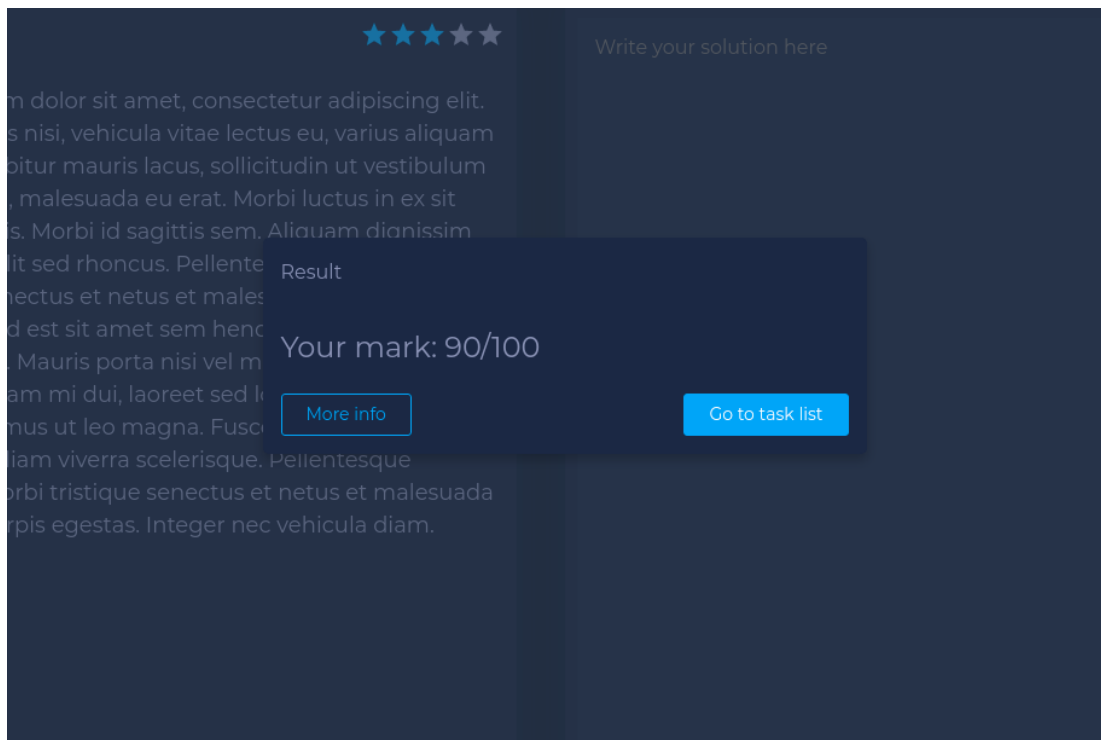 Write your solution here
m dolor sit amet, consectetur adipiscing elit.
s nisi, vehicula vitae lectus eu, varius aliquam
bitur mauris lacus, sollicitudin ut vestibulum
, malesuada eu erat. Morbi luctus in ex sit
is. Morbi id sagittis sem. Aliquam dignissim
lit sed rhoncus. Pellente
nectus et netus et males
d est sit amet sem hend
. Mauris porta nisi vel m
am mi dui, laoreet sed l
mus ut leo magna. Fusc
diam viverra scelerisque. Pellentesque
orbi tristique senectus et netus et malesuada
rpis egestas. Integer nec vehicula diam.
Result
Your mark: 90/100
More info
Go to task list